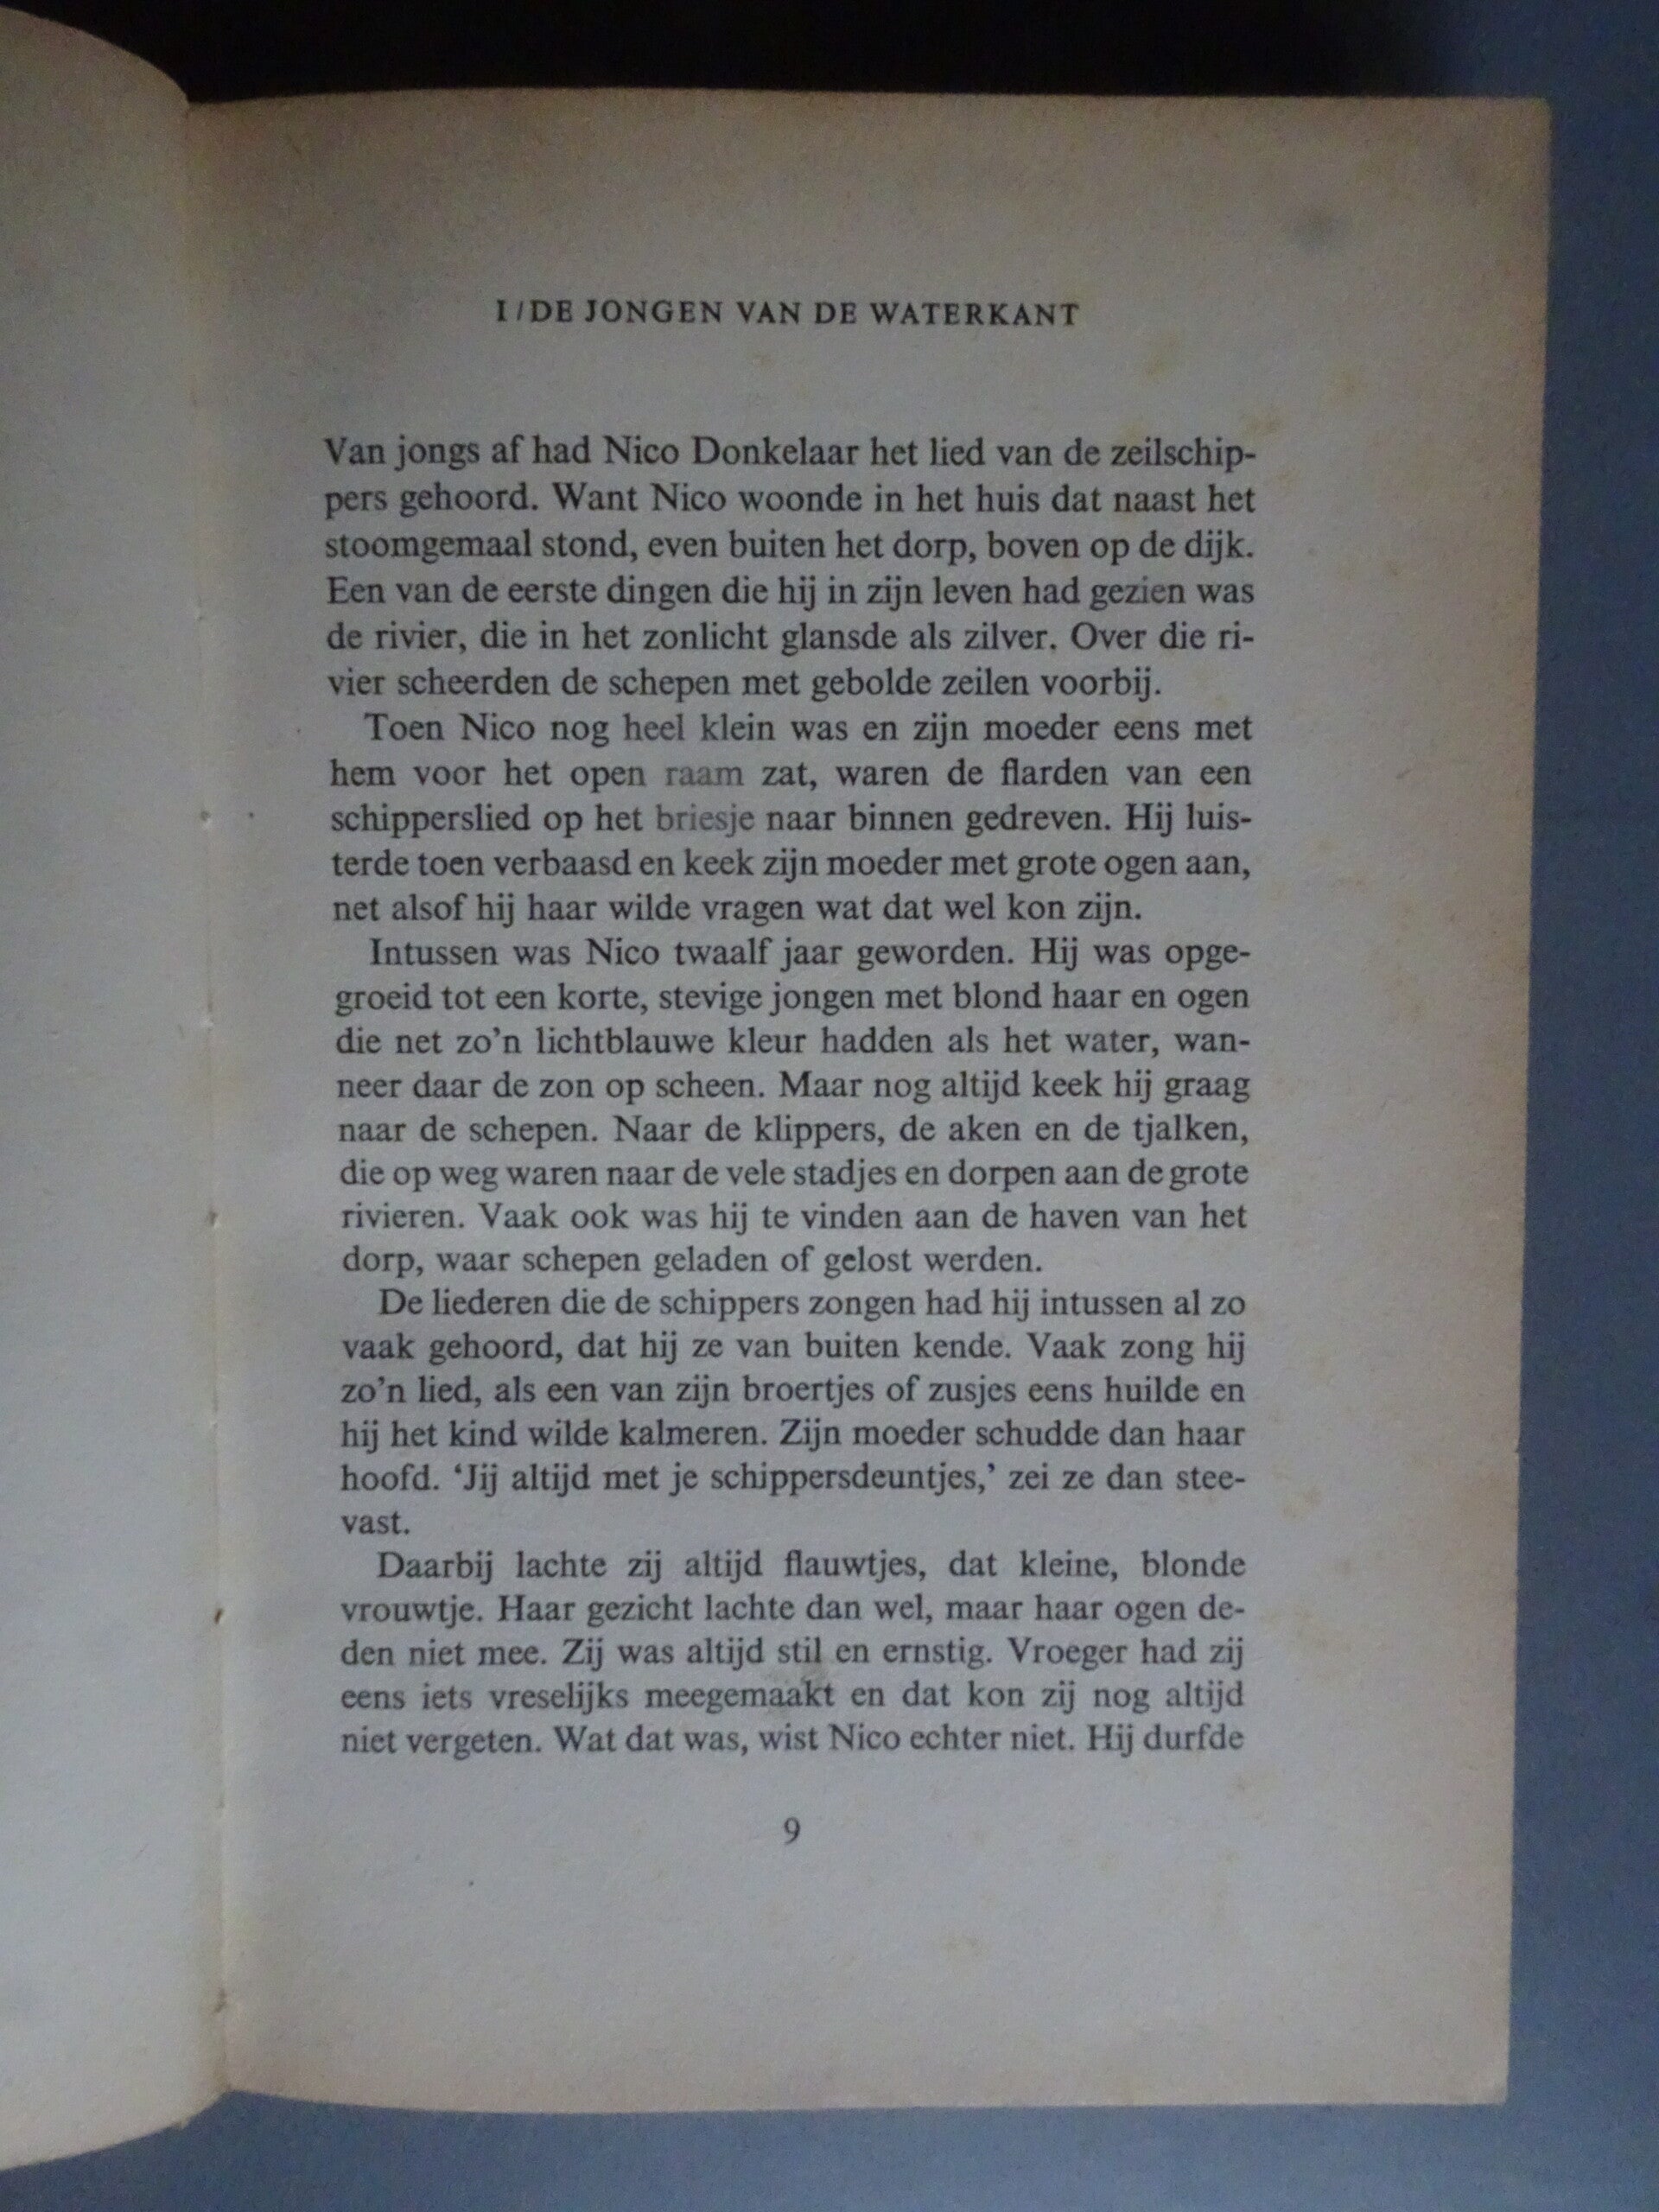 I/DE JONGEN VAN DE WATERKANT
Van jongs af had Nico Donkelaar het lied van de zeilschip-
pers gehoord. Want Nico woonde in het huis dat naast het
stoomgemaal stond, even buiten het dorp, boven op de dijk.
Een van de eerste dingen die hij in zijn leven had gezien was
de rivier, die in het zonlicht glansde als zilver. Over die ri-
vier scheerden de schepen met gebolde zeilen voorbij.
Toen Nico nog heel klein was en zijn moeder eens met
hem voor het open raam zat, waren de flarden van een
schipperslied op het briesje naar binnen gedreven. Hij luis-
terde toen verbaasd en keek zijn moeder met grote ogen aan,
net alsof hij haar wilde vragen wat dat wel kon zijn.
Intussen was Nico twaalf jaar geworden. Hij was opge-
groeid tot een korte, stevige jongen met blond haar en ogen
die net zo’n lichtblauwe kleur hadden als het water, wan-
neer daar de zon op scheen. Maar nog altijd keek hij graag
naar de schepen. Naar de klippers, de aken en de tjalken,
die op weg waren naar de vele stadjes en dorpen aan de grote
rivieren. Vaak ook was hij te vinden aan de haven van het
dorp, waar schepen geladen of gelost werden.
De liederen die de schippers zongen had hij intussen al zo
vaak gehoord, dat hij ze van buiten kende. Vaak zong hij
zo’n lied, als een van zijn broertjes of zusjes eens huilde en
hij het kind wilde kalmeren. Zijn moeder schudde dan haar
hoofd. ‘Jij altijd met je schippersdeuntjes,’ zei ze dan stee-
vast.
Daarbij lachte zij altijd flauwtjes, dat kleine, blonde
vrouwtje. Haar gezicht lachte dan wel, maar haar ogen de-
den niet mee. Zij was altijd stil en ernstig. Vroeger had zij
eens iets vreselijks meegemaakt en dat kon zij nog altijd
niet vergeten. Wat dat was, wist Nico echter niet. Hij durfde
9